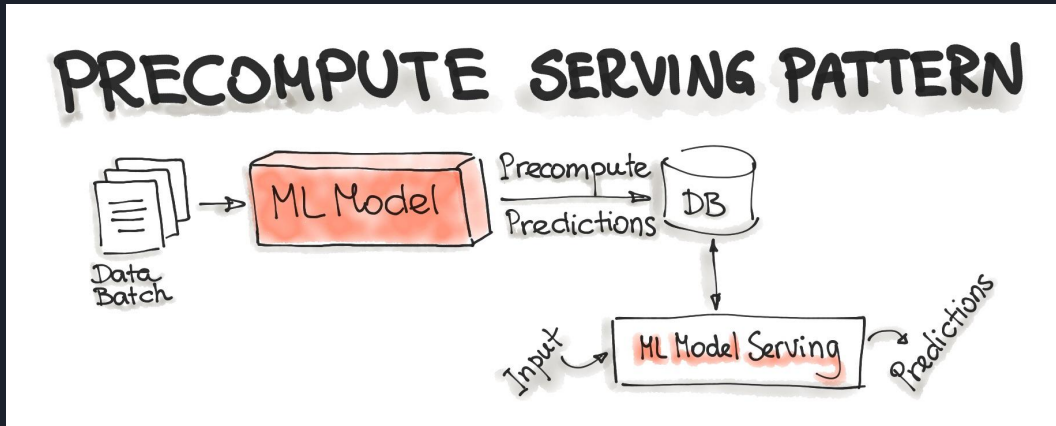 PRECOMPUTE SERVING PATTERN
Data
Batch
ML Model
Precompute
Predictions
DB
Input
ML Model Serving
Predictions